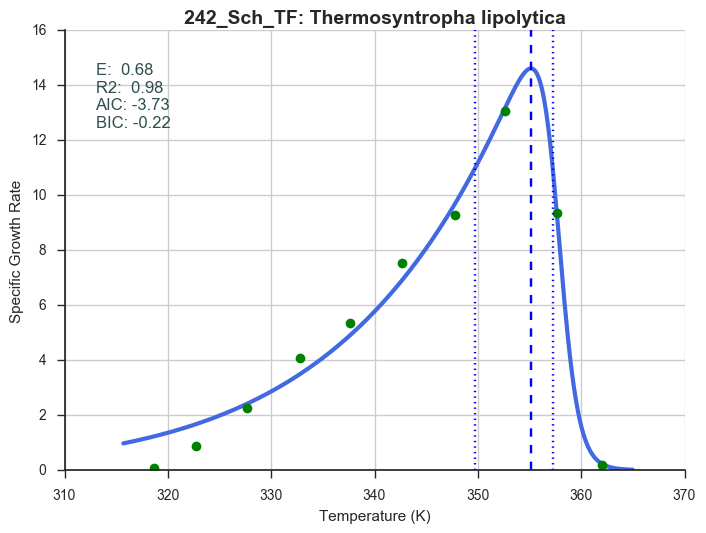 242_Sch_TF: Thermosyntropha lipolytica
E:  0.68
R2:  0.98
AIC: -3.73
BIC: -0.22
Specific Growth Rate
16
14
12
10
8
6
4
2
0
310 320 330 340 350 360 370
Temperature (K)